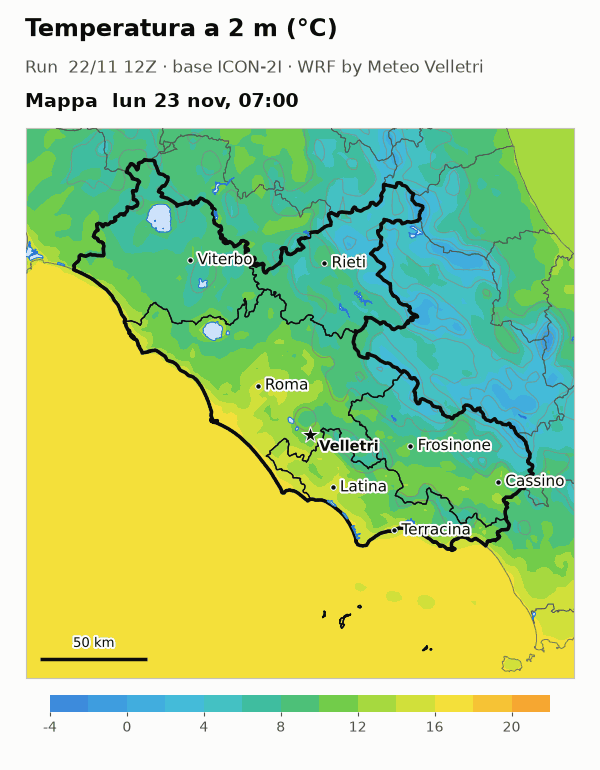 Temperatura a 2 m (°C)
Run  22/11 12Z · base ICON-2I · WRF by Meteo Velletri
Mappa  lun 23 nov, 07:00
Viterbo
Rieti
Roma
Velletri
Frosinone
Cassino
Latina
Terracina
50 km
-4 0 4 8 12 16 20